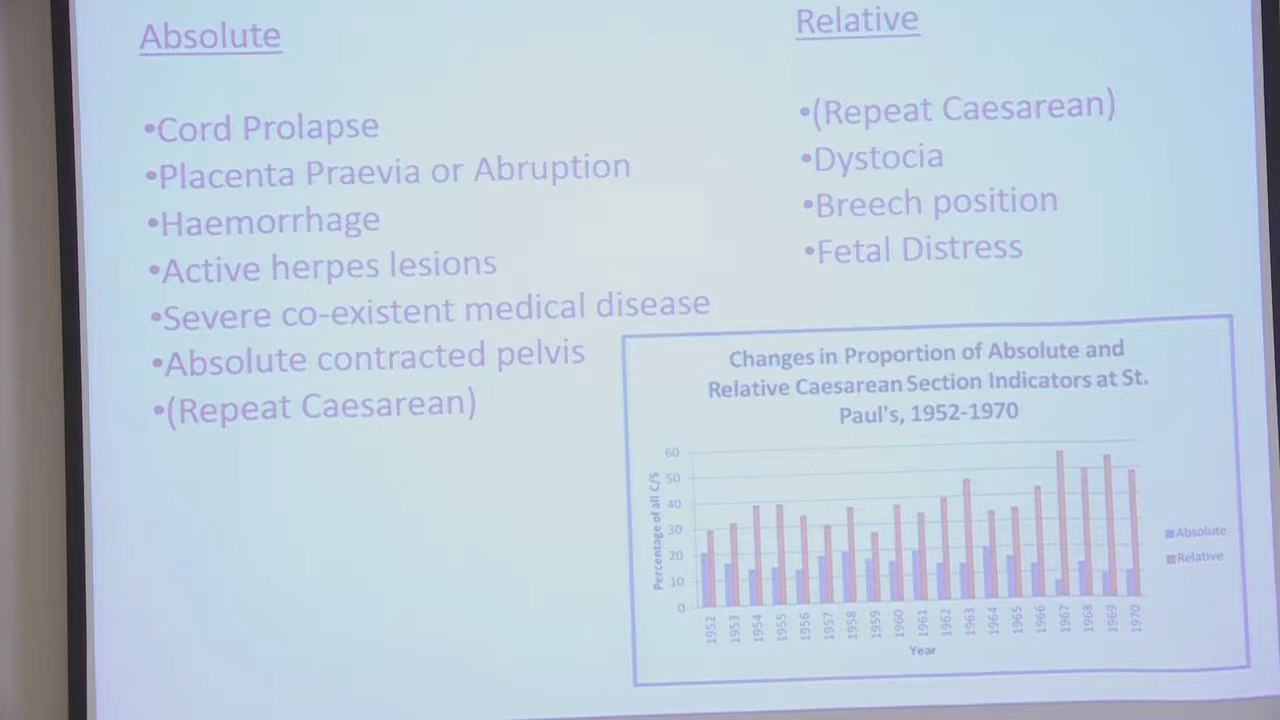 Absolute
•Cord Prolapse
•Placenta Praevia or Abruption
•Haemorrhage
•Active herpes lesions
•Severe co-existent medical disease
•Absolute contracted pelvis
•(Repeat Caesarean)
Relative
•(Repeat Caesarean)
•Dystocia
•Breech position
•Fetal Distress
Changes in Proportion of Absolute and
Relative Caesarean Section Indicators at St.
Paul's, 1952-1970
Percentage of all C/S
60
50
40
30
20
10
0
1952
1953
1954
1955
1956
1957
1958
1959
1960
1961
1962
1963
1964
1965
1966
1967
1968
1969
1970
Year
Absolute
Relative